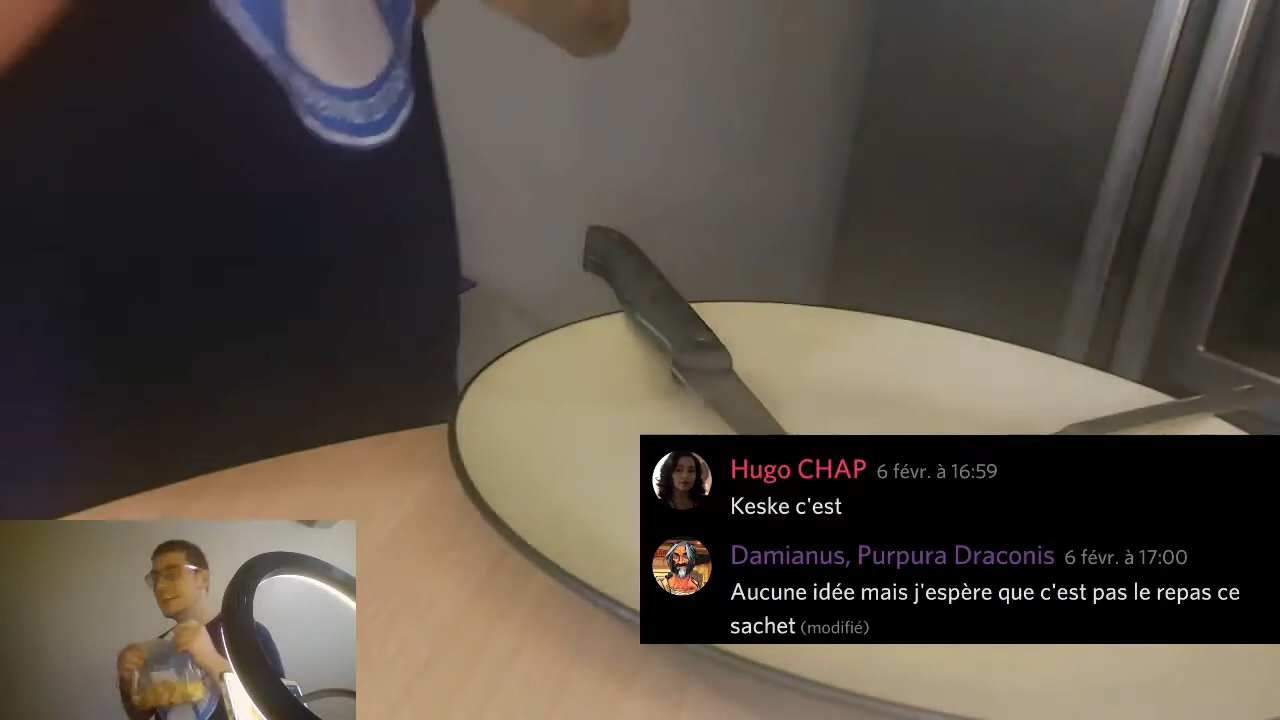 Hugo CHAP 6 févr. à 16:59
Keske c'est
Damianus, Purpura Draconis 6 févr. à 17:00
Aucune idée mais j'espère que c'est pas le repas ce
sachet (modifié)